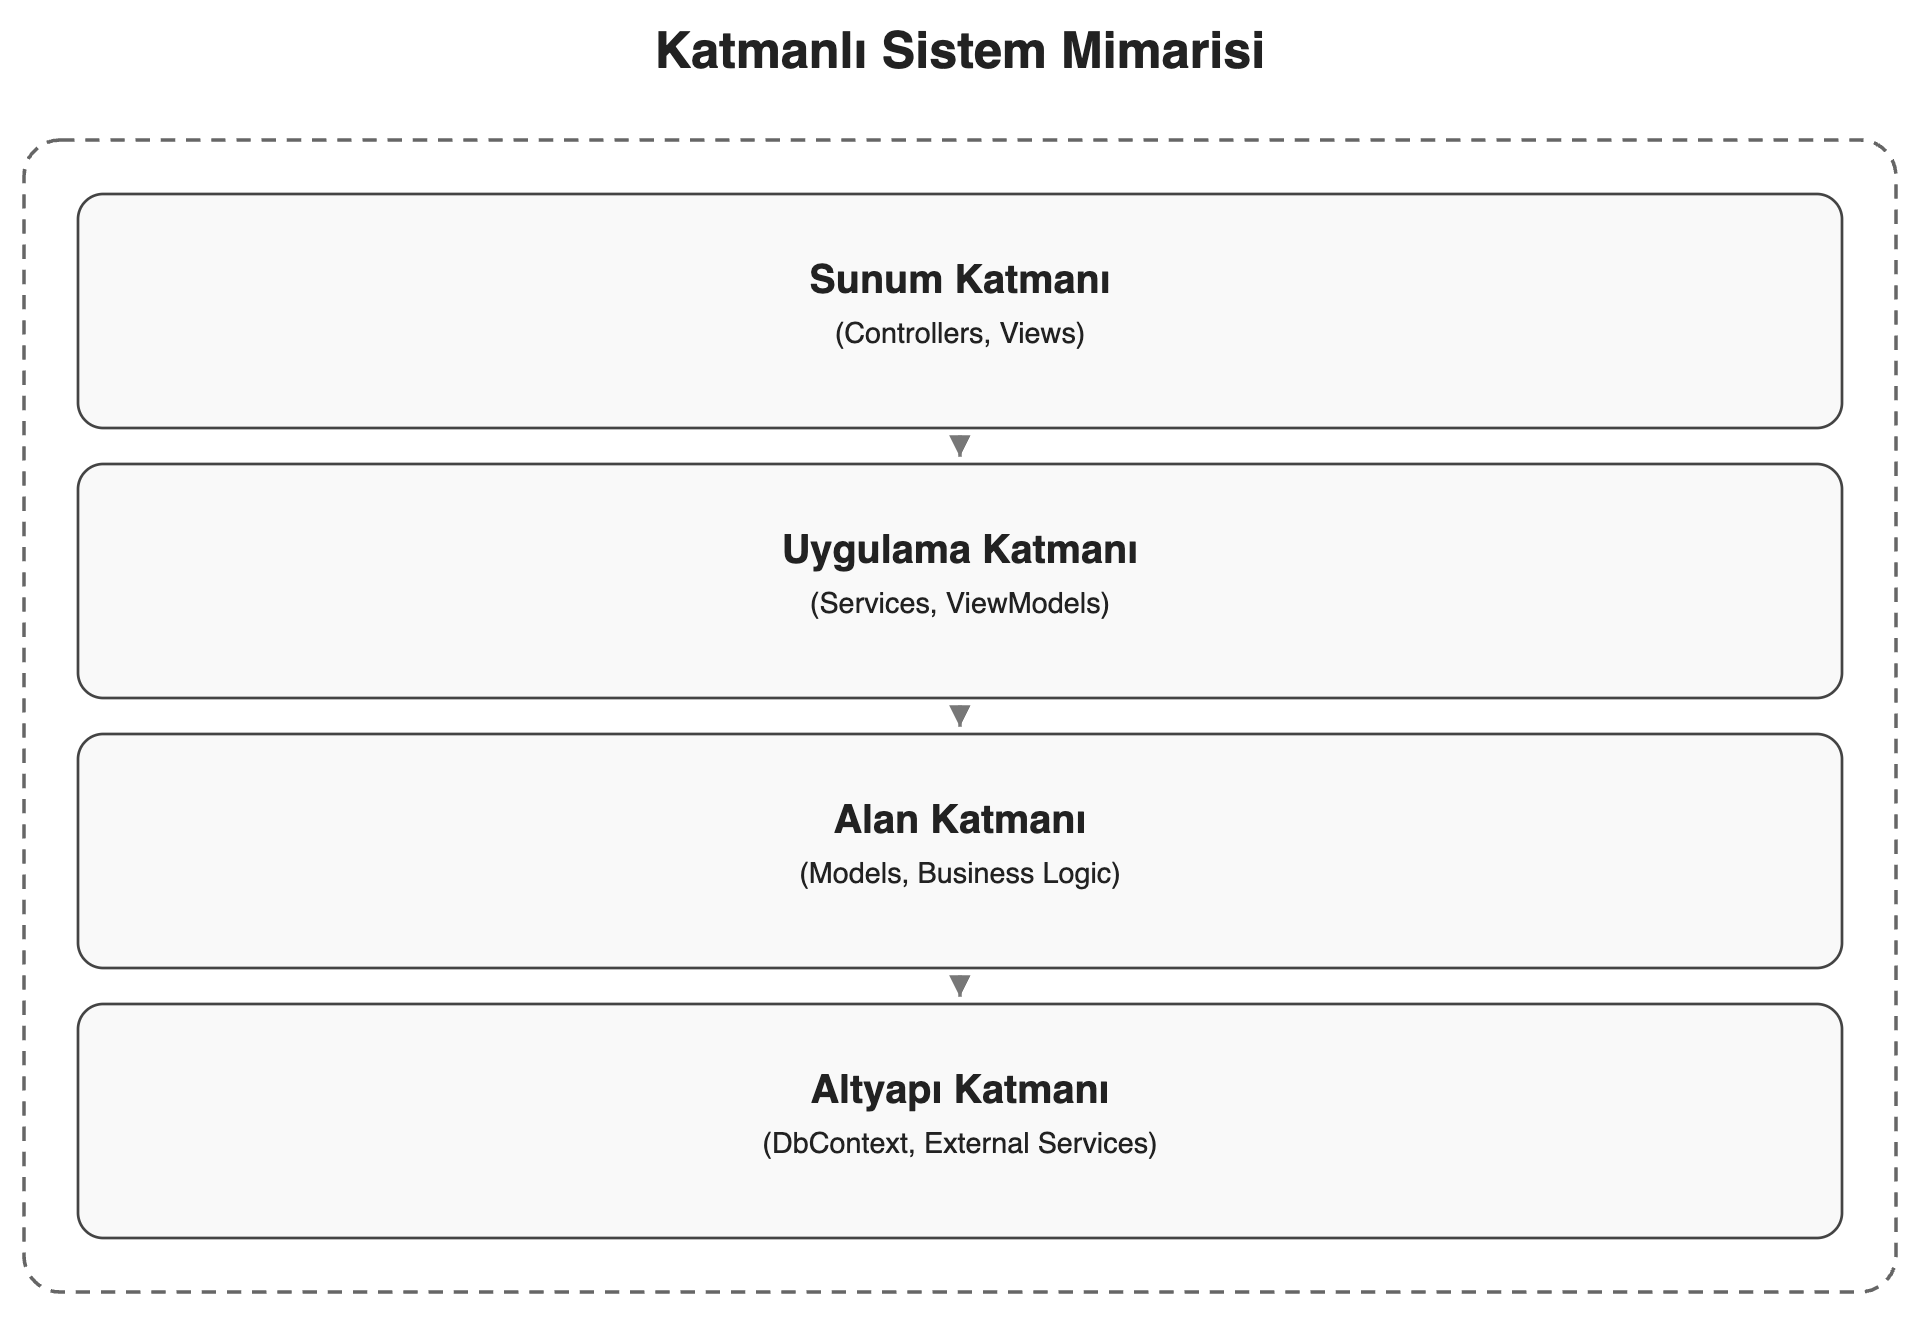 Katmanlı Sistem Mimarisi
Sunum Katmanı
(Controllers, Views)
Uygulama Katmanı
(Services, ViewModels)
Alan Katmanı
(Models, Business Logic)
Altyapı Katmanı
(DbContext, External Services)